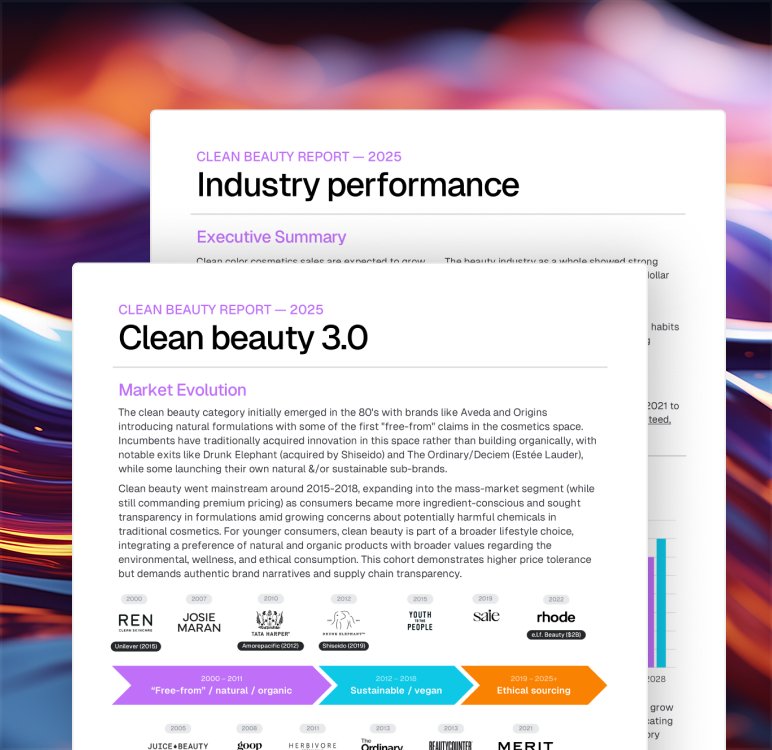 CLEAN BEAUTY REPORT — 2025
Industry performance
Executive Summary
Clean color cosmetics sales are expected to grow
The beauty industry as a whole showed strong
dollar
habits
2021 to
teed,
2028
grow
CLEAN BEAUTY REPORT — 2025
Clean beauty 3.0
Market Evolution
The clean beauty category initially emerged in the 80's with brands like Aveda and Origins
introducing natural formulations with some of the first "free-from" claims in the cosmetics space.
Incumbents have traditionally acquired innovation in this space rather than building organically, with
notable exits like Drunk Elephant (acquired by Shiseido) and The Ordinary/Deciem (Estée Lauder),
while some launching their own natural &/or sustainable sub-brands.
Clean beauty went mainstream around 2015-2018, expanding into the mass-market segment (while
still commanding premium pricing) as consumers became more ingredient-conscious and sought
transparency in formulations amid growing concerns about potentially harmful chemicals in
traditional cosmetics. For younger consumers, clean beauty is part of a broader lifestyle choice,
integrating a preference of natural and organic products with broader values regarding the
environmental, wellness, and ethical consumption. This cohort demonstrates higher price tolerance
but demands authentic brand narratives and supply chain transparency.
2000 2007 2010 2012 2015 2019 2022
REN
CLEAN SKINCARE
JOSIE
MARAN
TATA HARPER
DRUNK ELEPHANT™
YOUTH
TO THE
PEOPLE
saie
rhode
Unilever (2015)
Amorepacific (2012)
Shiseido (2019)
e.l.f. Beauty ($2B)
2000 – 2011
"Free-from" / natural / organic
2012 – 2018
Sustainable / vegan
2019 – 2025+
Ethical sourcing
2005 2008 2011 2013 2013 2021
JUICE BEAUTY
goop
HERBIVORE
The
Ordinary.
BEAUTYCOUNTER
MERIT